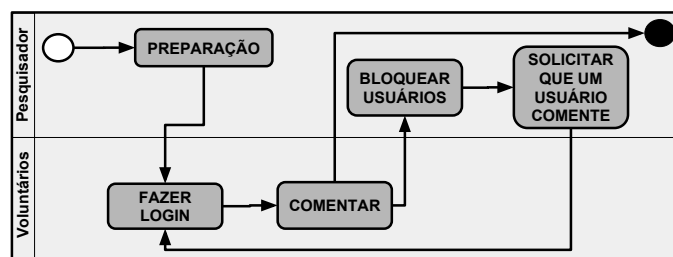 Pesquisador
PREPARAÇÃO
BLOQUEAR
USUÁRIOS
SOLICITAR
QUE UM
USUÁRIO
COMENTE
Voluntários
FAZER
LOGIN
COMENTAR